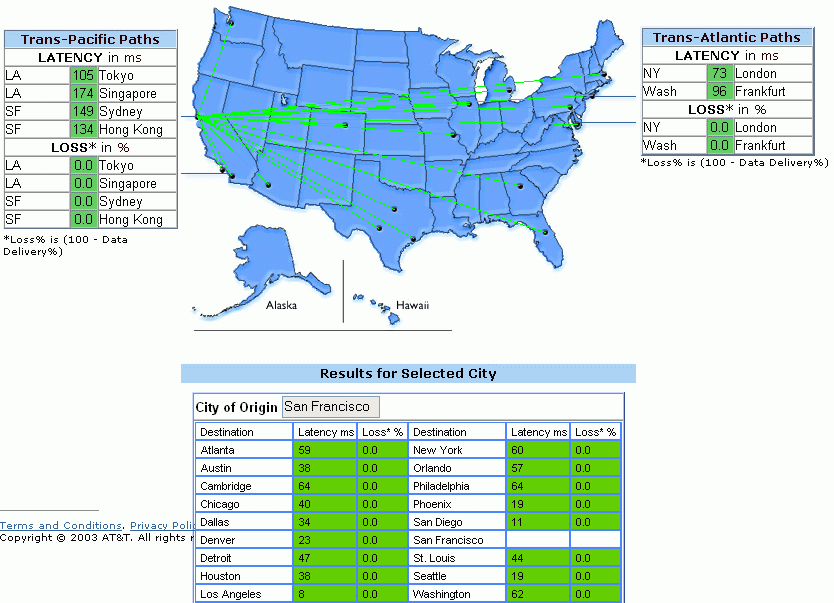 Trans-Pacific Paths
LATENCY in ms
LA 105 Tokyo
LA 174 Singapore
SF 149 Sydney
SF 134 Hong Kong
LOSS* in %
LA 0.0 Tokyo
LA 0.0 Singapore
SF 0.0 Sydney
SF 0.0 Hong Kong
*Loss% is (100 - Data
Delivery%)
Trans-Atlantic Paths
LATENCY in ms
NY 73 London
Wash 96 Frankfurt
LOSS* in %
NY 0.0 London
Wash 0.0 Frankfurt
*Loss% is (100 - Data Delivery%)
Alaska
Hawaii
Results for Selected City
City of Origin San Francisco
Destination Latency ms Loss* % Destination Latency ms Loss* %
Atlanta 59 0.0 New York 60 0.0
Austin 38 0.0 Orlando 57 0.0
Cambridge 64 0.0 Philadelphia 64 0.0
Chicago 40 0.0 Phoenix 19 0.0
Dallas 34 0.0 San Diego 11 0.0
Denver 23 0.0 San Francisco
Detroit 47 0.0 St. Louis 44 0.0
Houston 38 0.0 Seattle 19 0.0
Los Angeles 8 0.0 Washington 62 0.0
Terms and Conditions. Privacy Polic
Copyright © 2003 AT&T. All rights r